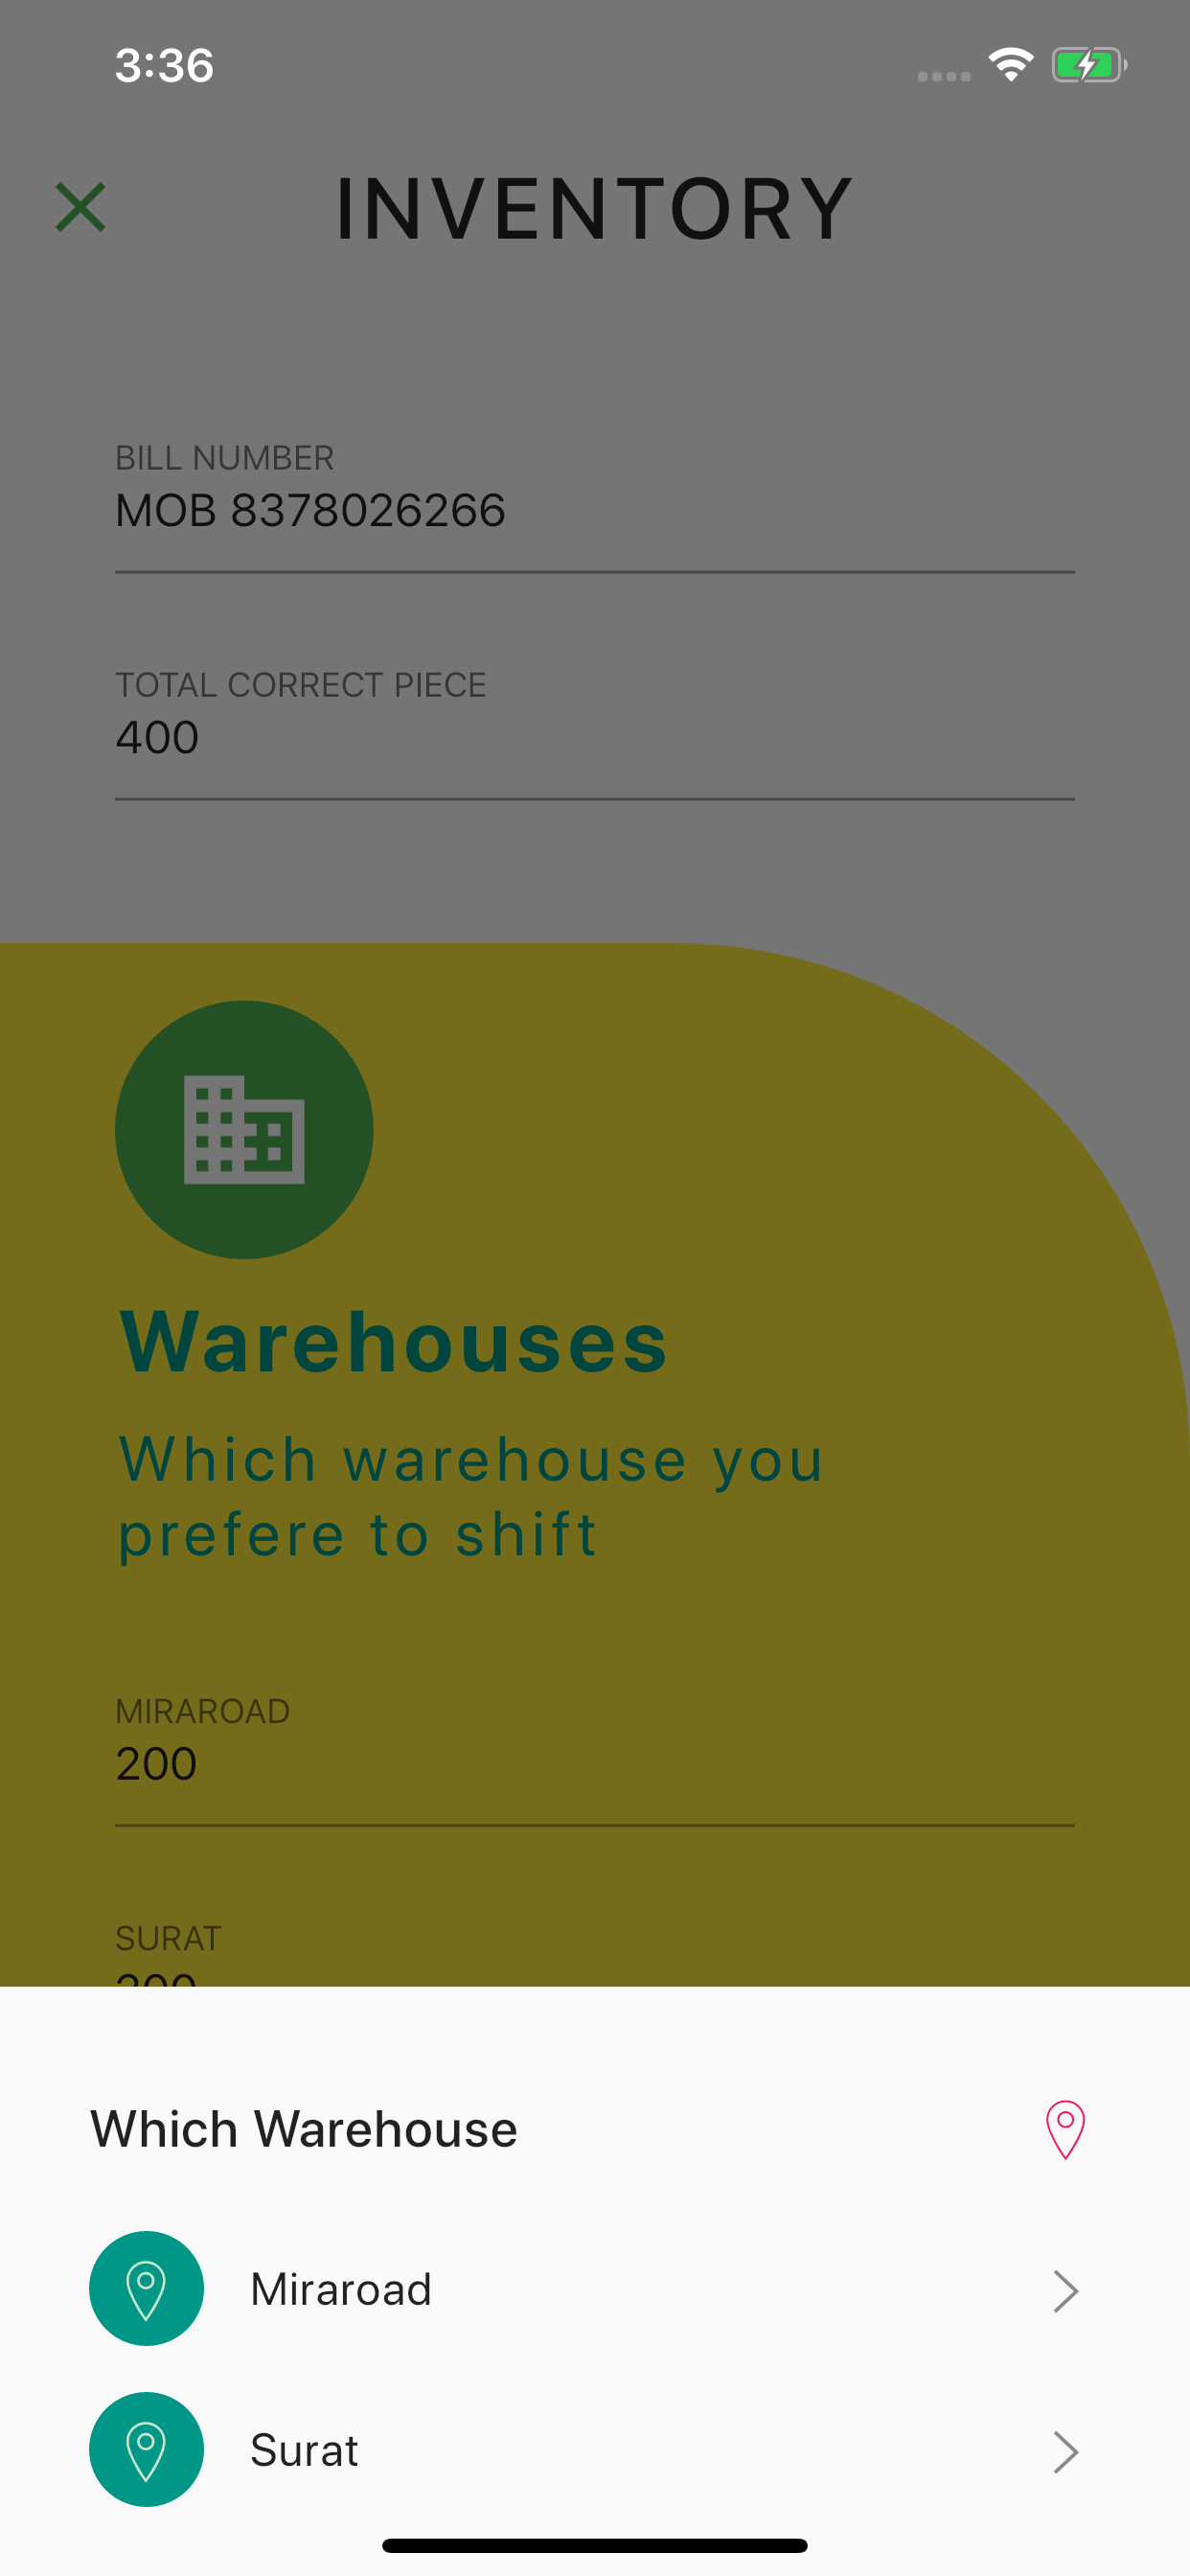 3:36
INVENTORY
BILL NUMBER
MOB 8378026266
TOTAL CORRECT PIECE
400
Warehouses
Which warehouse you
prefere to shift
MIRAROAD
200
SURAT
Which Warehouse
Miraroad
Surat